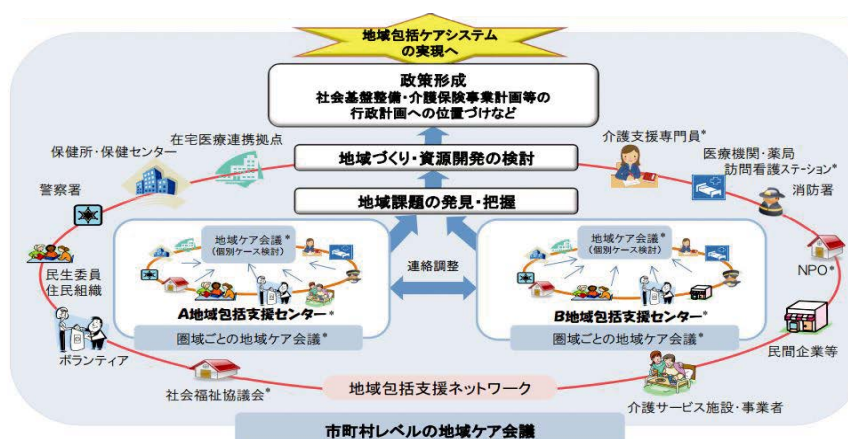 地域包括ケアシステム
の実現へ
政策形成
社会基盤整備・介護保険事業計画等の
行政計画への位置づけなど
地域づくり・資源開発の検討
地域課題の発見・把握
在宅医療連携拠点
保健所・保健センター
警察署
民生委員
住民組織
ボランティア
社会福祉協議会*
介護支援専門員*
医療機関・薬局
訪問看護ステーション*
消防署
NPO*
民間企業等
介護サービス施設・事業者
地域ケア会議*
(個別ケース検討)
A地域包括支援センター*
圏域ごとの地域ケア会議*
連絡調整
地域ケア会議*
(個別ケース検討)
B地域包括支援センター*
圏域ごとの地域ケア会議*
地域包括支援ネットワーク
市町村レベルの地域ケア会議